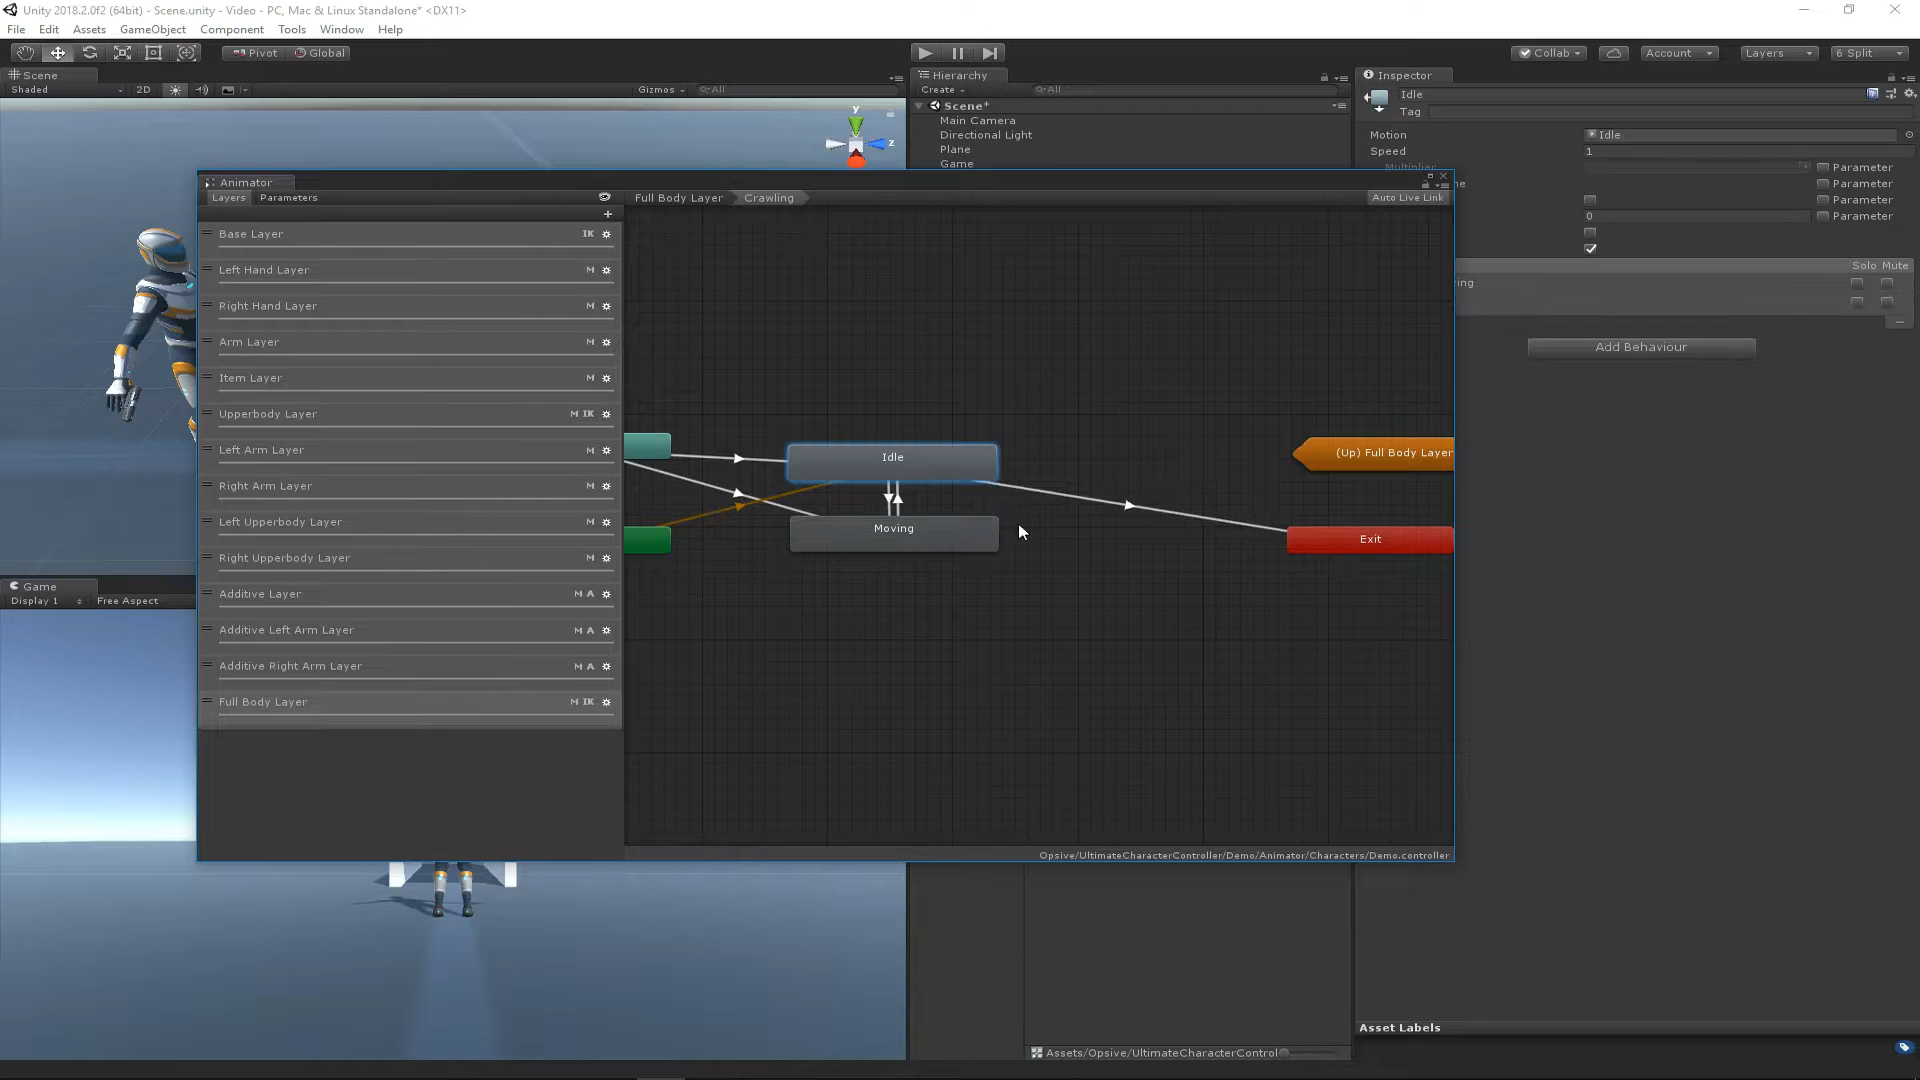 Unity 2018.2.0f2 (64bit) - Scene.unity - Video - PC, Mac & Linux Standalone* <DX11>
File Edit Assets GameObject Component Tools Window Help
Pivot Global
Collab Account Layers 6 Split
Scene
Shaded 2D Gizmos All
y
z
Hierarchy
Create All
Scene*
Main Camera
Directional Light
Plane
Game
Inspector
Idle
Tag
Motion Idle
Speed 1
Multiplier Parameter
Parameter
Parameter
0 Parameter
Solo Mute
ing
Add Behaviour
Animator
Layers Parameters
Full Body Layer Crawling Auto Live Link
Base Layer IK
Left Hand Layer M
Right Hand Layer M
Arm Layer M
Item Layer M
Upperbody Layer M IK
Left Arm Layer M
Right Arm Layer M
Left Upperbody Layer M
Right Upperbody Layer M
Additive Layer M A
Additive Left Arm Layer M A
Additive Right Arm Layer M A
Full Body Layer M IK
Idle
Moving
(Up) Full Body Layer
Exit
Opsive/UltimateCharacterController/Demo/Animator/Characters/Demo.controller
Game
Display 1 Free Aspect
Assets/Opsive/UltimateCharacterControl
Asset Labels